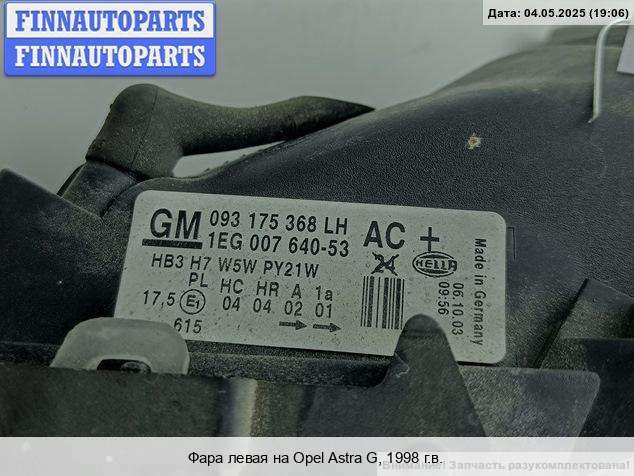 FINNAUTOPARTS
FINNAUTOPARTS
Дата: 04.05.2025 (19:06)
GM 093 175 368 LH
1EG 007 640-53
AC +
HB3 H7 W5W PY21W
24
HELLA
PL HC HR A 1a
17,5 E1 04 04 02 01
615
Made in Germany
06.10.03
09:56
Фара левая на Opel Astra G, 1998 г.в.
Внимание! Запчасть разукомплектована!